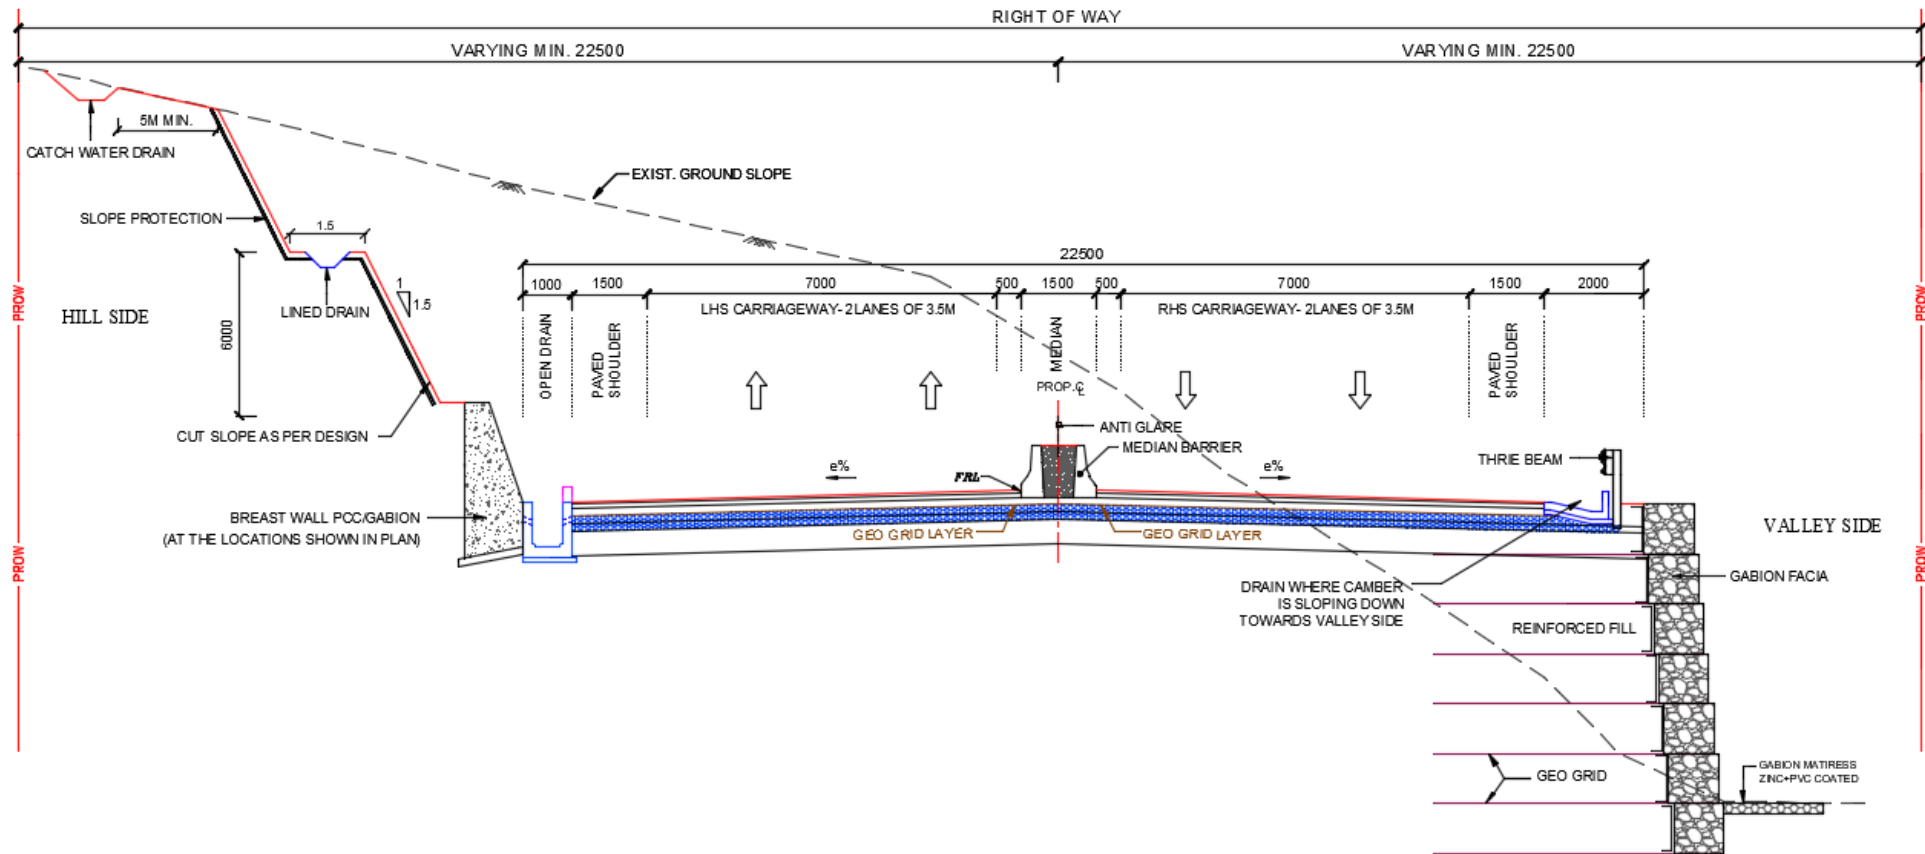 RIGHT OF WAY
VARYING MIN. 22500
VARYING MIN. 22500
5M MIN.
CATCH WATER DRAIN
EXIST. GROUND SLOPE
SLOPE PROTECTION
1.5
22500
1000
1500
7000
500
1500
500
7000
1500
2000
1
1.5
LINED DRAIN
LHS CARRIAGEWAY- 2LANES OF 3.5M
RHS CARRIAGEWAY- 2LANES OF 3.5M
PROW
HILL SIDE
6000
OPEN DRAIN
PAVED
SHOULDER
MEDIAN
PAVED
SHOULDER
PROW
PROP. ℄
CUT SLOPE AS PER DESIGN
ANTI GLARE
MEDIAN BARRIER
THRIE BEAM
e%
e%
FRL
BREAST WALL PCC/GABION
(AT THE LOCATIONS SHOWN IN PLAN)
GEO GRID LAYER
GEO GRID LAYER
VALLEY SIDE
PROW
PROW
GABION FACIA
DRAIN WHERE CAMBER
IS SLOPING DOWN
TOWARDS VALLEY SIDE
REINFORCED FILL
GEO GRID
GABION MATIRESS
ZINC+PVC COATED